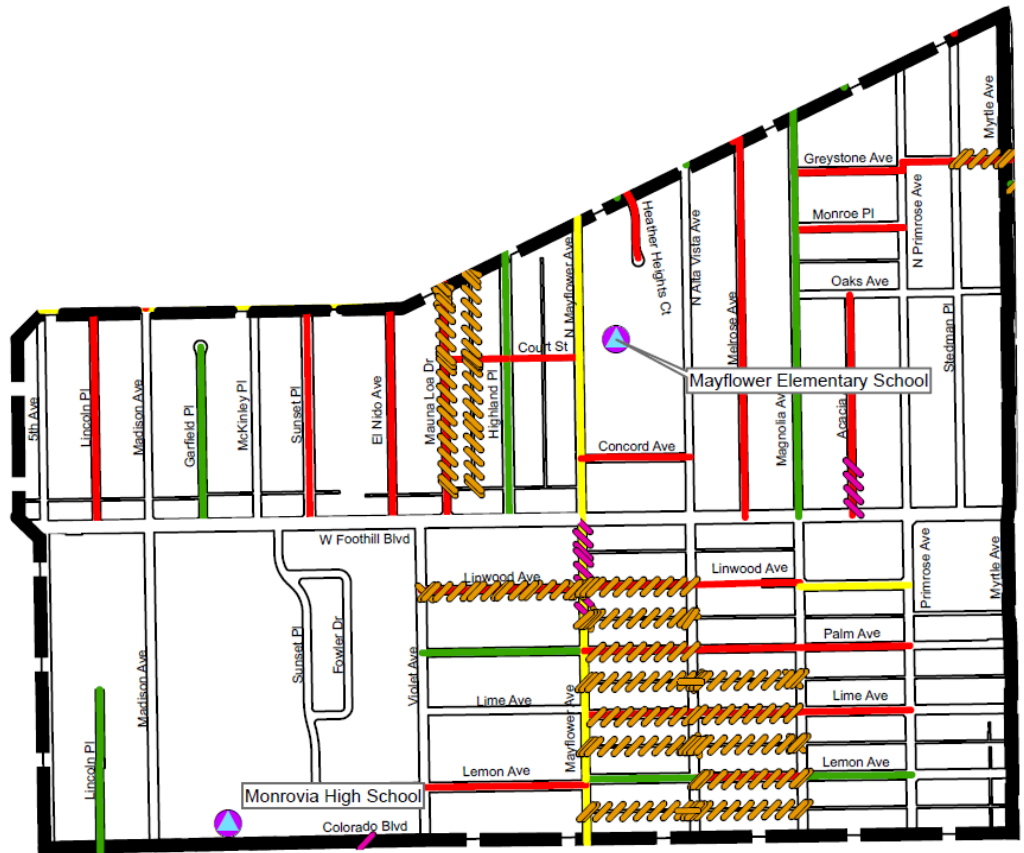 Myrtle Ave
Greystone Ave
Heather Heights Ct
Monroe Pl
N Primrose Ave
N Alta Vista Ave
N Mayflower Ave
Oaks Ave
Stedman Pl
Melrose Ave
Court St
Mayflower Elementary School
5th Ave
Lincoln Pl
Madison Ave
Garfield Pl
McKinley Pl
Sunset Pl
El Nido Ave
Mauna Loa Dr
Highland Pl
Magnolia Ave
Acacia
Concord Ave
W Foothill Blvd
Linwood Ave
Linwood Ave
Primrose Ave
Myrtle Ave
Palm Ave
Madison Ave
Sunset Pl
Fowler Dr
Violet Ave
Lime Ave
Lime Ave
Mayflower Ave
Lincoln Pl
Lemon Ave
Lemon Ave
Monrovia High School
Colorado Blvd